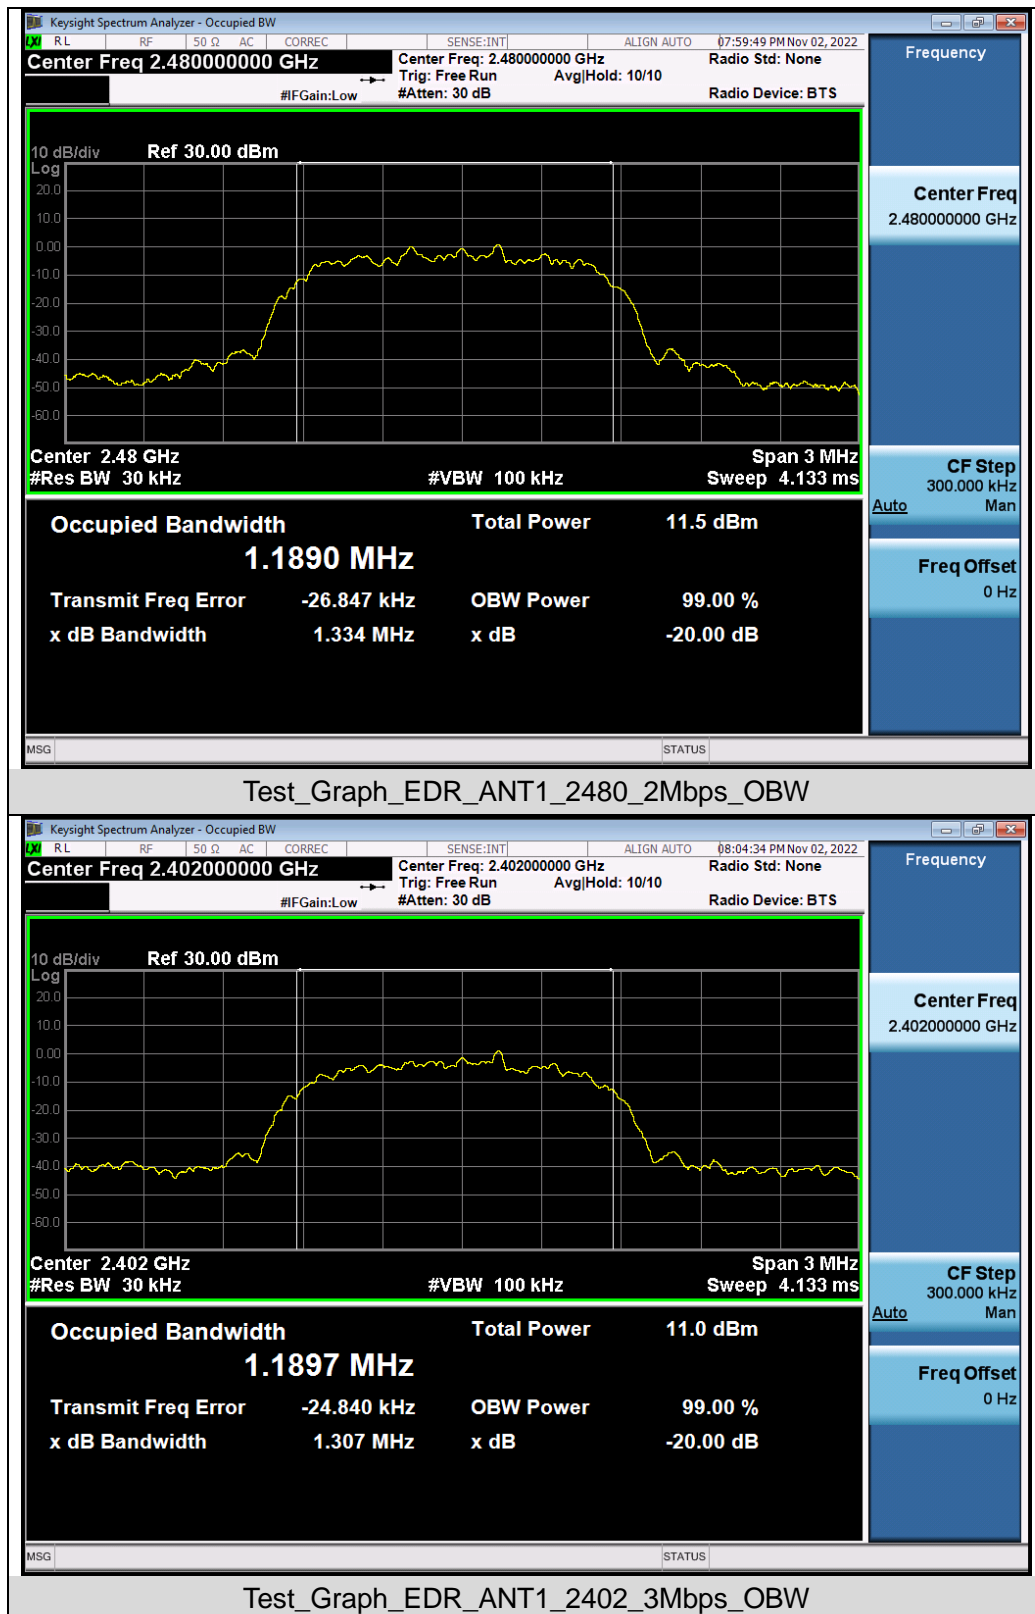 Keysight Spectrum Analyzer - Occupied BW
LXI RL RF 50 Ω AC CORREC SENSE:INT ALIGN AUTO 07:59:49 PM Nov 02, 2022
Center Freq 2.480000000 GHz
Center Freq: 2.480000000 GHz Radio Std: None
Trig: Free Run Avg|Hold: 10/10
#IFGain:Low #Atten: 30 dB Radio Device: BTS
Frequency
10 dB/div Ref 30.00 dBm
Log
20.0
10.0
0.00
-10.0
-20.0
-30.0
-40.0
-50.0
-60.0
Center 2.48 GHz Span 3 MHz
#Res BW 30 kHz #VBW 100 kHz Sweep 4.133 ms
Center Freq
2.480000000 GHz
CF Step
300.000 kHz
Auto Man
Freq Offset
0 Hz
Occupied Bandwidth Total Power 11.5 dBm
1.1890 MHz
Transmit Freq Error -26.847 kHz OBW Power 99.00 %
x dB Bandwidth 1.334 MHz x dB -20.00 dB
MSG STATUS
Test_Graph_EDR_ANT1_2480_2Mbps_OBW
Keysight Spectrum Analyzer - Occupied BW
LXI RL RF 50 Ω AC CORREC SENSE:INT ALIGN AUTO 08:04:34 PM Nov 02, 2022
Center Freq 2.402000000 GHz
Center Freq: 2.402000000 GHz Radio Std: None
Trig: Free Run Avg|Hold: 10/10
#IFGain:Low #Atten: 30 dB Radio Device: BTS
Frequency
10 dB/div Ref 30.00 dBm
Log
20.0
10.0
0.00
-10.0
-20.0
-30.0
-40.0
-50.0
-60.0
Center 2.402 GHz Span 3 MHz
#Res BW 30 kHz #VBW 100 kHz Sweep 4.133 ms
Center Freq
2.402000000 GHz
CF Step
300.000 kHz
Auto Man
Freq Offset
0 Hz
Occupied Bandwidth Total Power 11.0 dBm
1.1897 MHz
Transmit Freq Error -24.840 kHz OBW Power 99.00 %
x dB Bandwidth 1.307 MHz x dB -20.00 dB
MSG STATUS
Test_Graph_EDR_ANT1_2402_3Mbps_OBW